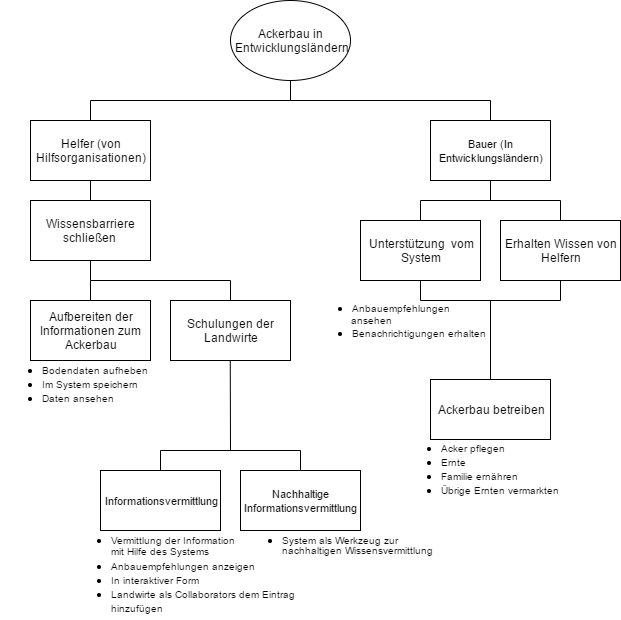 Ackerbau in
Entwicklungsländern
Helfer (von
Hilfsorganisationen)
Bauer (In
Entwicklungsländern)
Wissensbarriere
schließen
Unterstützung vom
System
Erhalten Wissen von
Helfern
Aufbereiten der
Informationen zum
Ackerbau
Schulungen der
Landwirte
• Anbauempfehlungen
ansehen
• Benachrichtigungen erhalten
• Bodendaten aufheben
• Im System speichern
• Daten ansehen
Ackerbau betreiben
• Acker pflegen
• Ernte
• Familie ernähren
• Übrige Ernten vermarkten
Informationsvermittlung
Nachhaltige
Informationsvermittlung
• Vermittlung der Information
mit Hilfe des Systems
• Anbauempfehlungen anzeigen
• In interaktiver Form
• Landwirte als Collaborators dem Eintrag
hinzufügen
• System als Werkzeug zur
nachhaltigen Wissensvermittlung